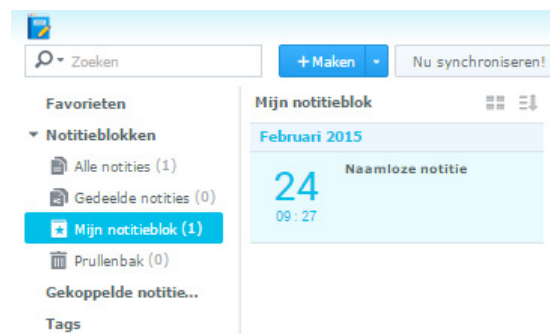 Zoeken
+ Maken
Nu synchroniseren!
Favorieten
Notitieblokken
Alle notities (1)
Gedeelde notities (0)
Mijn notitieblok (1)
Prullenbak (0)
Gekoppelde notitie...
Tags
Mijn notitieblok
Februari 2015
24
09 : 27
Naamloze notitie